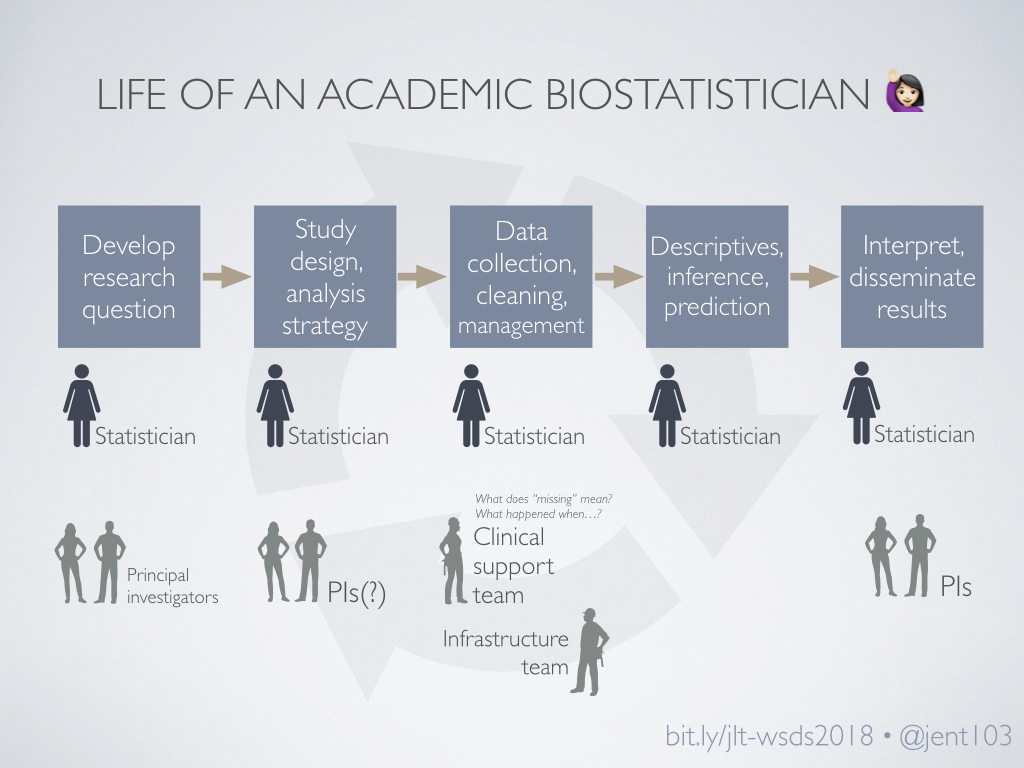 LIFE OF AN ACADEMIC BIOSTATISTICIAN 🙋🏻‍♀️
Develop
research
question
Study
design,
analysis
strategy
Data
collection,
cleaning,
management
Descriptives,
inference,
prediction
Interpret,
disseminate
results
Statistician
Statistician
Statistician
Statistician
Statistician
Principal
investigators
PIs(?)
What does “missing” mean?
What happened when…?
Clinical
support
team
Infrastructure
team
PIs
bit.ly/jlt-wsds2018 • @jent103